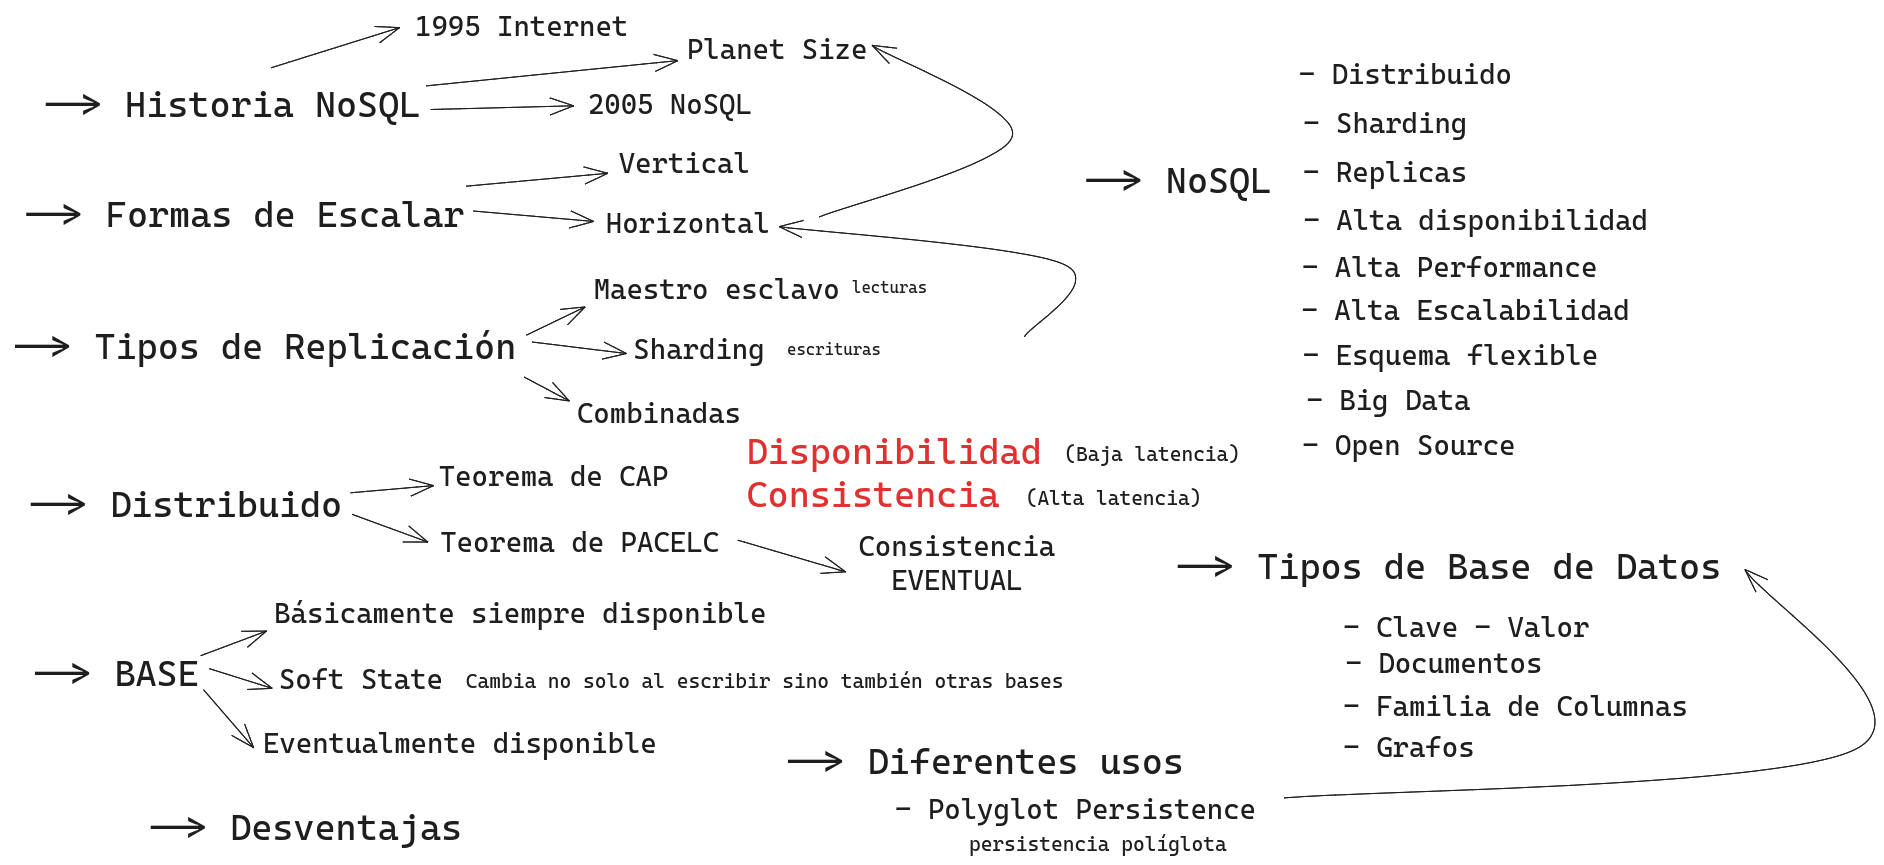 1995 Internet
Planet Size
→ Historia NoSQL
2005 NoSQL
Vertical
→ Formas de Escalar
Horizontal
Maestro esclavo lecturas
→ Tipos de Replicación
Sharding escrituras
Combinadas
Disponibilidad (Baja latencia)
Consistencia (Alta latencia)
Teorema de CAP
→ Distribuido
Teorema de PACELC
Consistencia
EVENTUAL
Básicamente siempre disponible
→ BASE
Soft State Cambia no solo al escribir sino también otras bases
Eventualmente disponible
→ Desventajas
→ NoSQL
- Distribuido
- Sharding
- Replicas
- Alta disponibilidad
- Alta Performance
- Alta Escalabilidad
- Esquema flexible
- Big Data
- Open Source
→ Tipos de Base de Datos
- Clave - Valor
- Documentos
- Familia de Columnas
- Grafos
→ Diferentes usos
- Polyglot Persistence
persistencia políglota